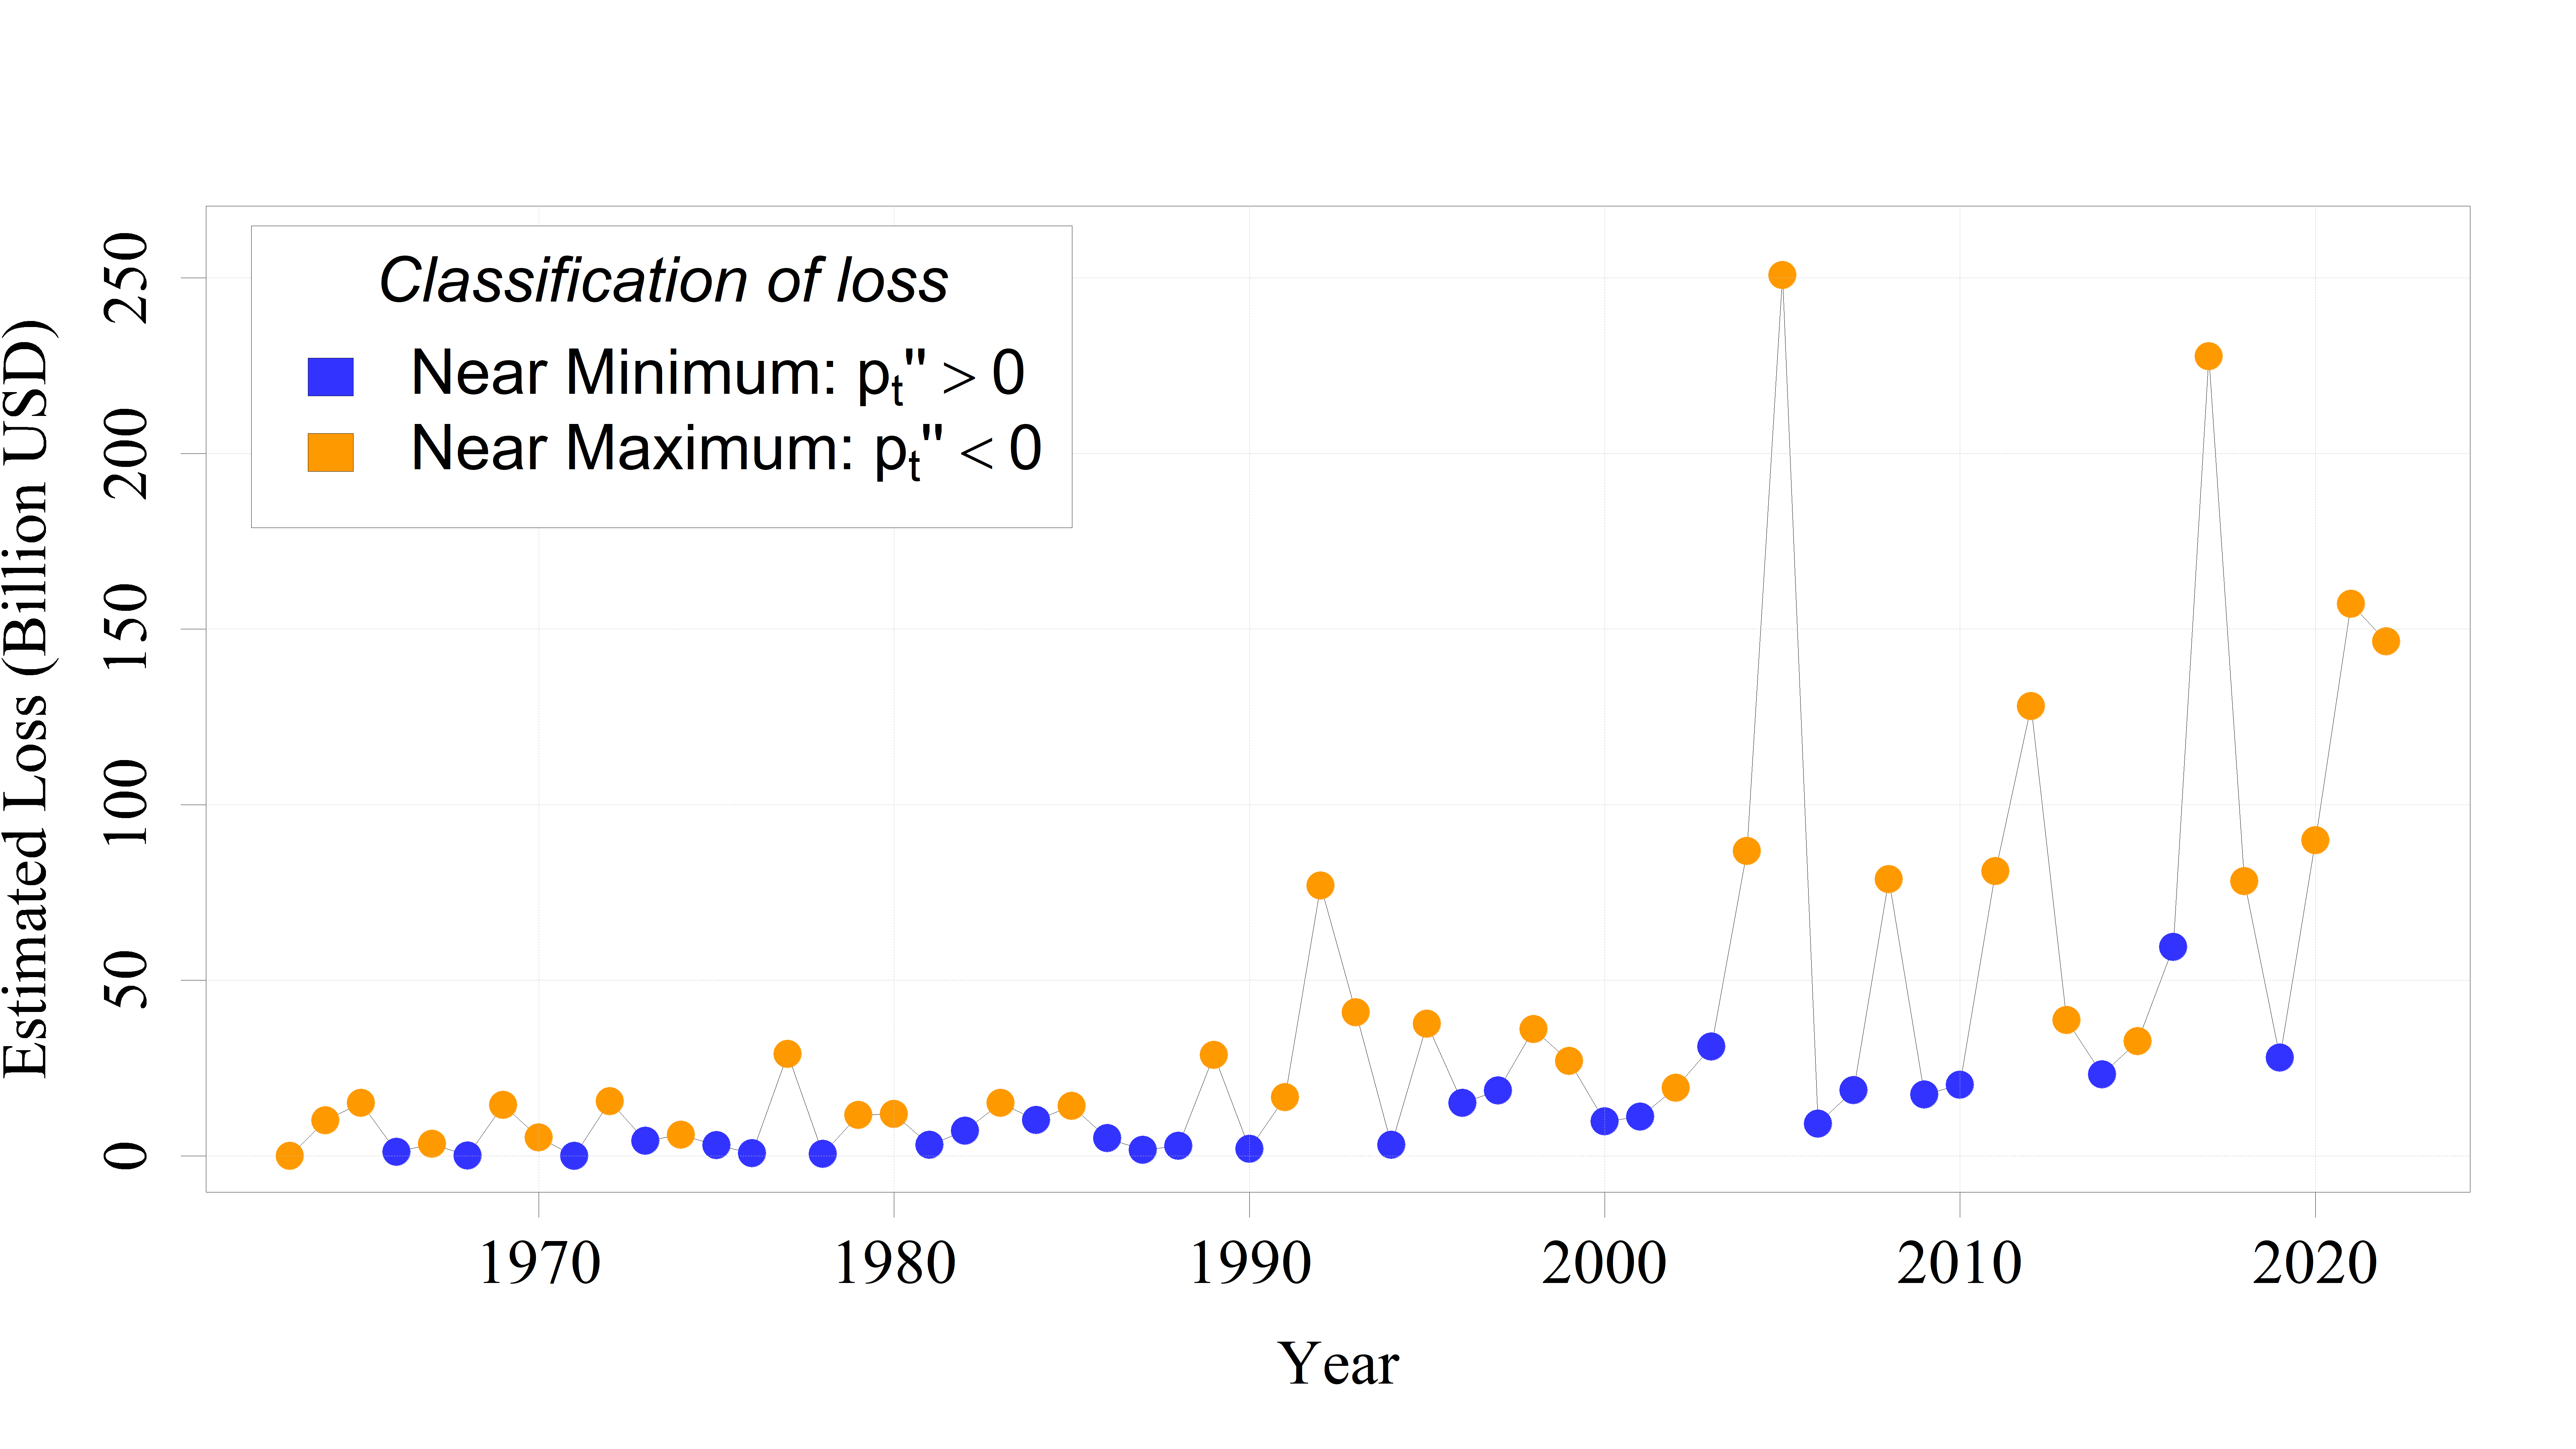 Classification of loss
Near Minimum: pt'' > 0
Near Maximum: pt'' < 0
Estimated Loss (Billion USD)
250
200
150
100
50
0
1970 1980 1990 2000 2010 2020
Year